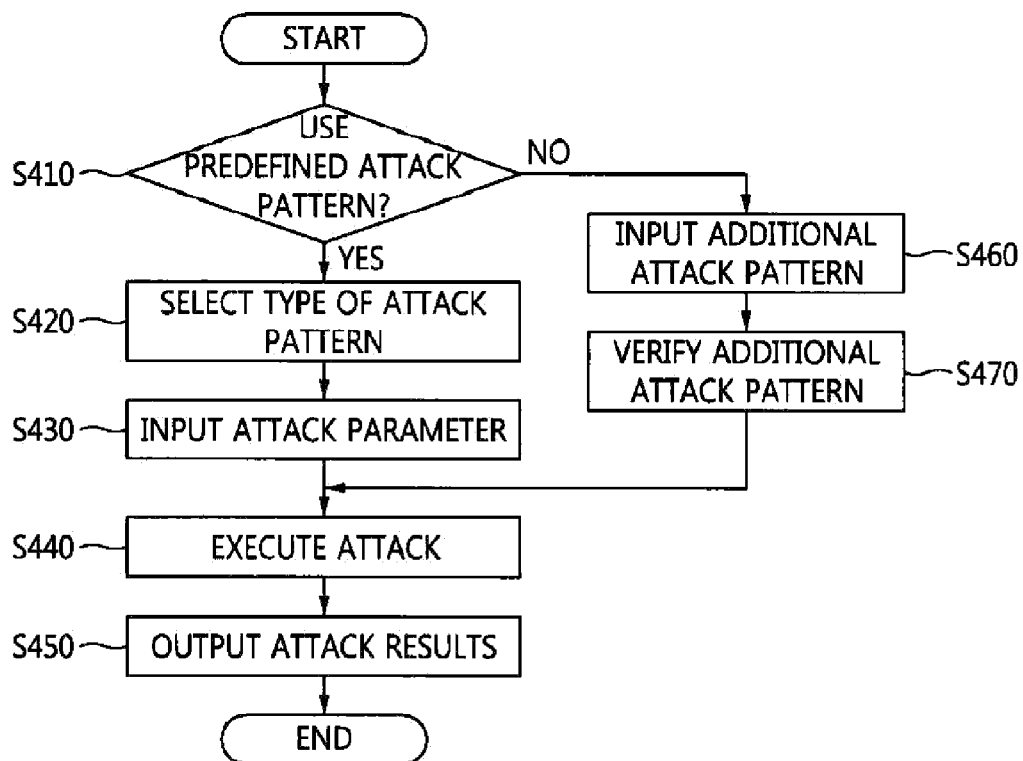 START
USE
PREDEFINED ATTACK
PATTERN?
S410
NO
YES
INPUT ADDITIONAL
ATTACK PATTERN
S460
SELECT TYPE OF ATTACK
PATTERN
S420
VERIFY ADDITIONAL
ATTACK PATTERN
S470
S430
INPUT ATTACK PARAMETER
S440
EXECUTE ATTACK
S450
OUTPUT ATTACK RESULTS
END